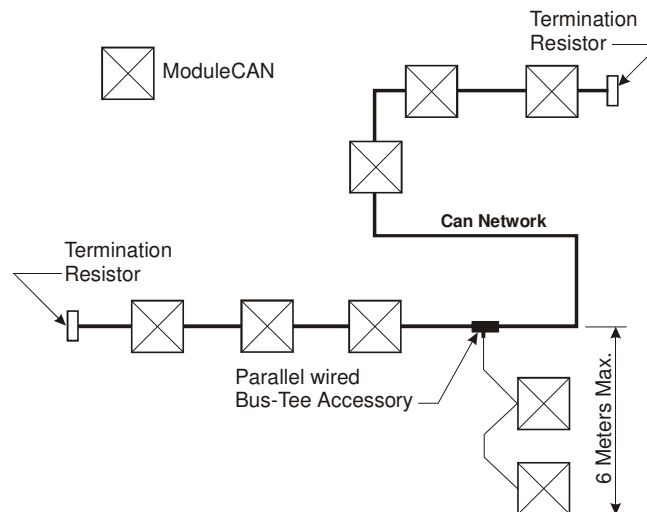 Termination
Resistor
ModuleCAN
Can Network
Termination
Resistor
Parallel wired
Bus-Tee Accessory
6 Meters Max.